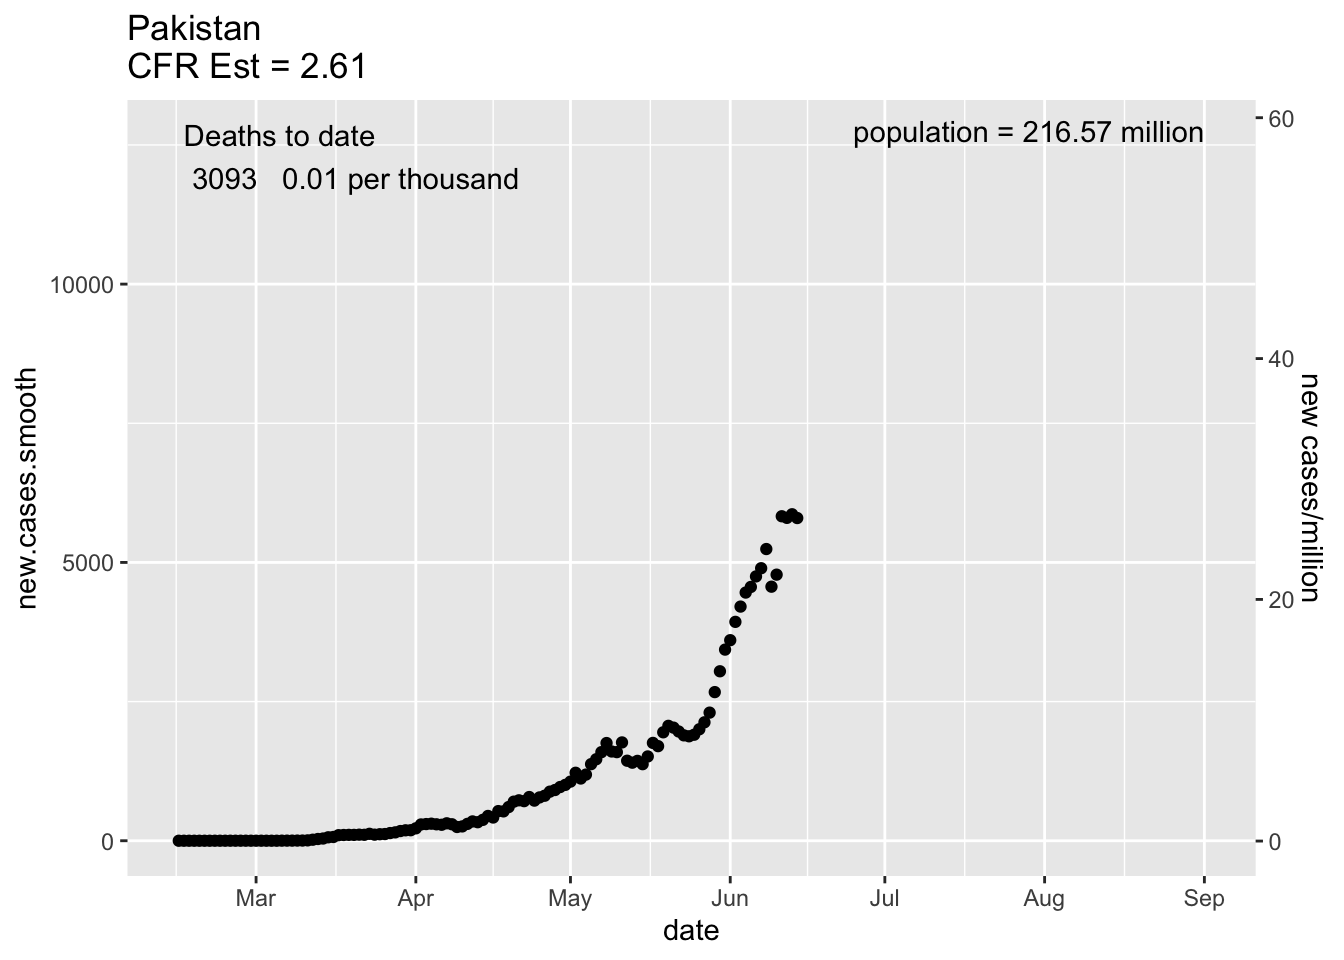 Pakistan
CFR Est = 2.61
Deaths to date
3093 0.01 per thousand
population = 216.57 million
new.cases.smooth
10000
5000
0
60
40
20
0
new cases/million
Mar Apr May Jun Jul Aug Sep
date